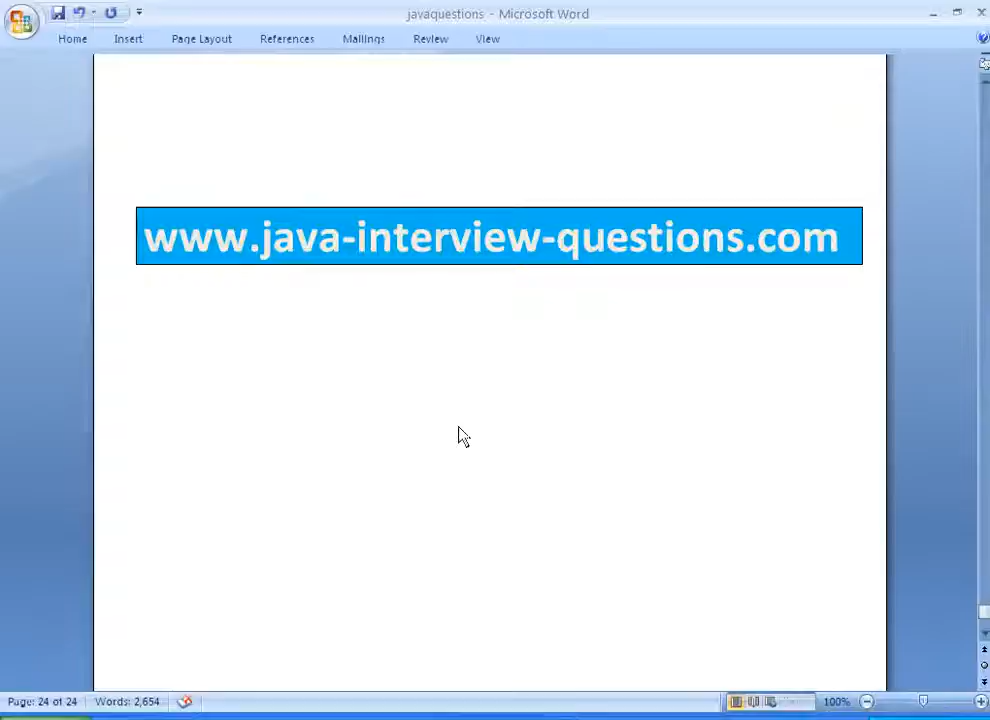 javaquestions - Microsoft Word
Home Insert Page Layout References Mailings Review View
www.java-interview-questions.com
Page: 24 of 24 Words: 2,654 100%